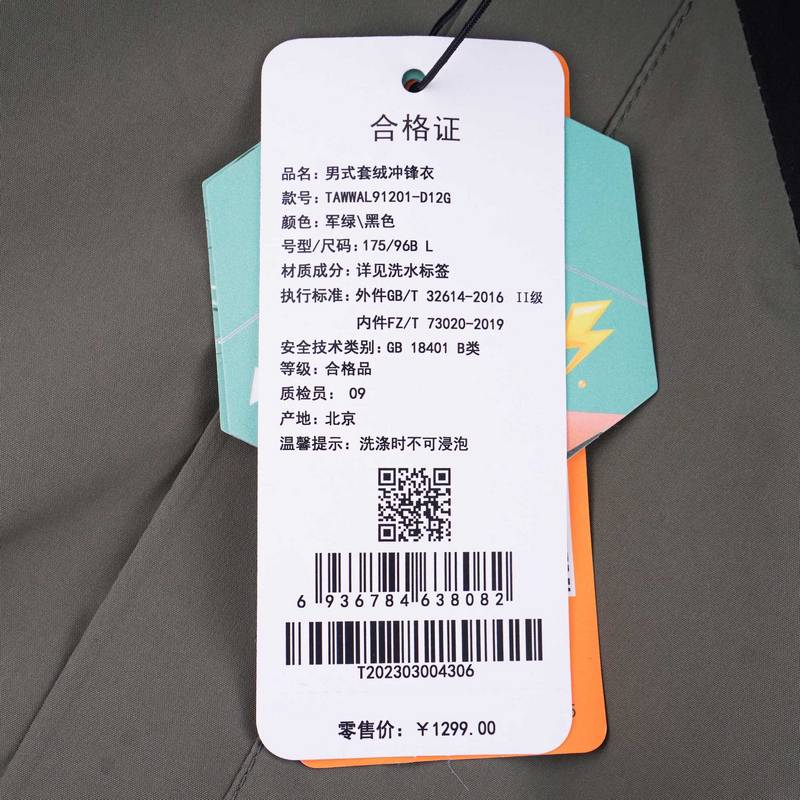 合格证
品名：男式套绒冲锋衣
款号：TAWWAL91201-D12G
颜色：军绿\黑色
号型/尺码：175/96B L
材质成分：详见洗水标签
执行标准：外件GB/T 32614-2016 II级
内件FZ/T 73020-2019
安全技术类别：GB 18401 B类
等级：合格品
质检员： 09
产地：北京
温馨提示：洗涤时不可浸泡
6 936784 638082
T202303004306
零售价：￥1299.00